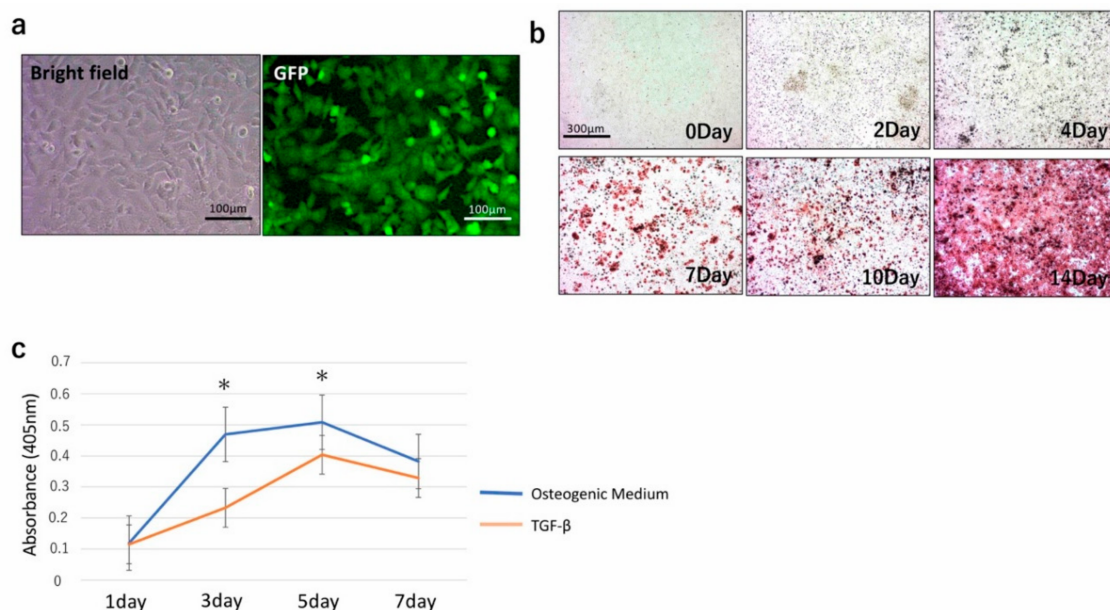 a
Bright field
GFP
100μm
100μm
b
300μm
0Day
2Day
4Day
7Day
10Day
14Day
c
Absorbance (405nm)
0.7
0.6
0.5
0.4
0.3
0.2
0.1
0
*
*
1day
3day
5day
7day
Osteogenic Medium
TGF-β